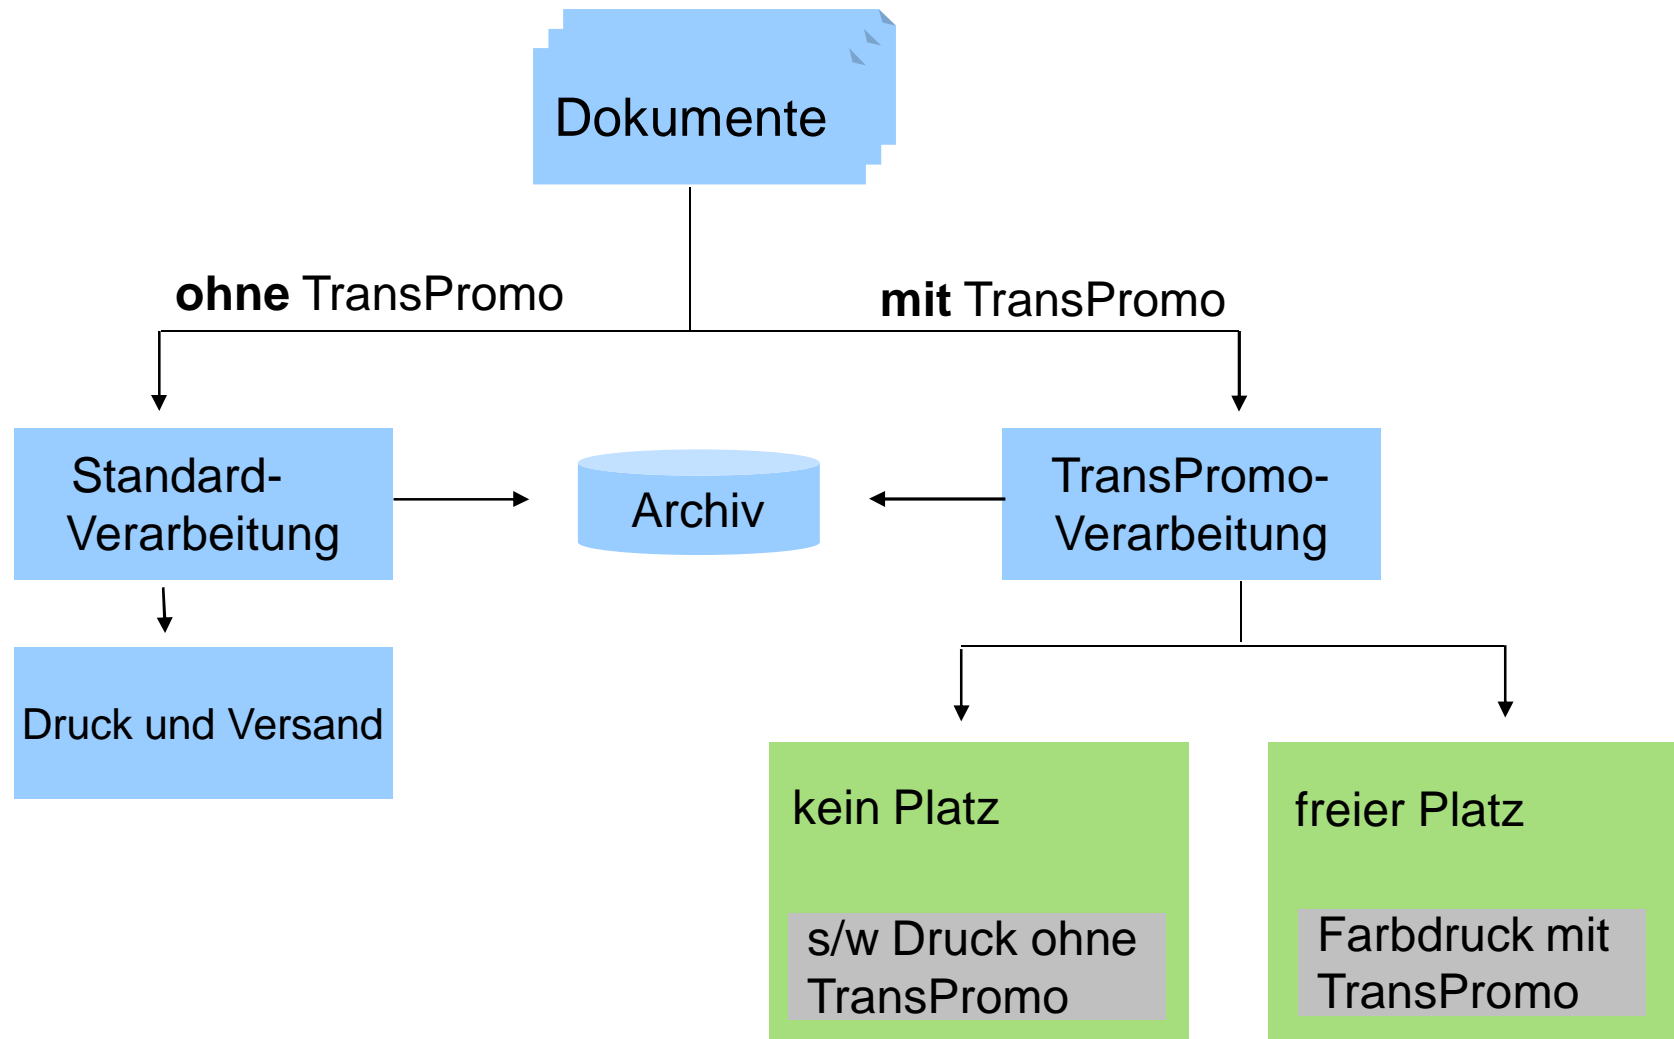 Dokumente
ohne TransPromo
mit TransPromo
Standard-
Verarbeitung
Archiv
TransPromo-
Verarbeitung
Druck und Versand
kein Platz
s/w Druck ohne
TransPromo
freier Platz
Farbdruck mit
TransPromo